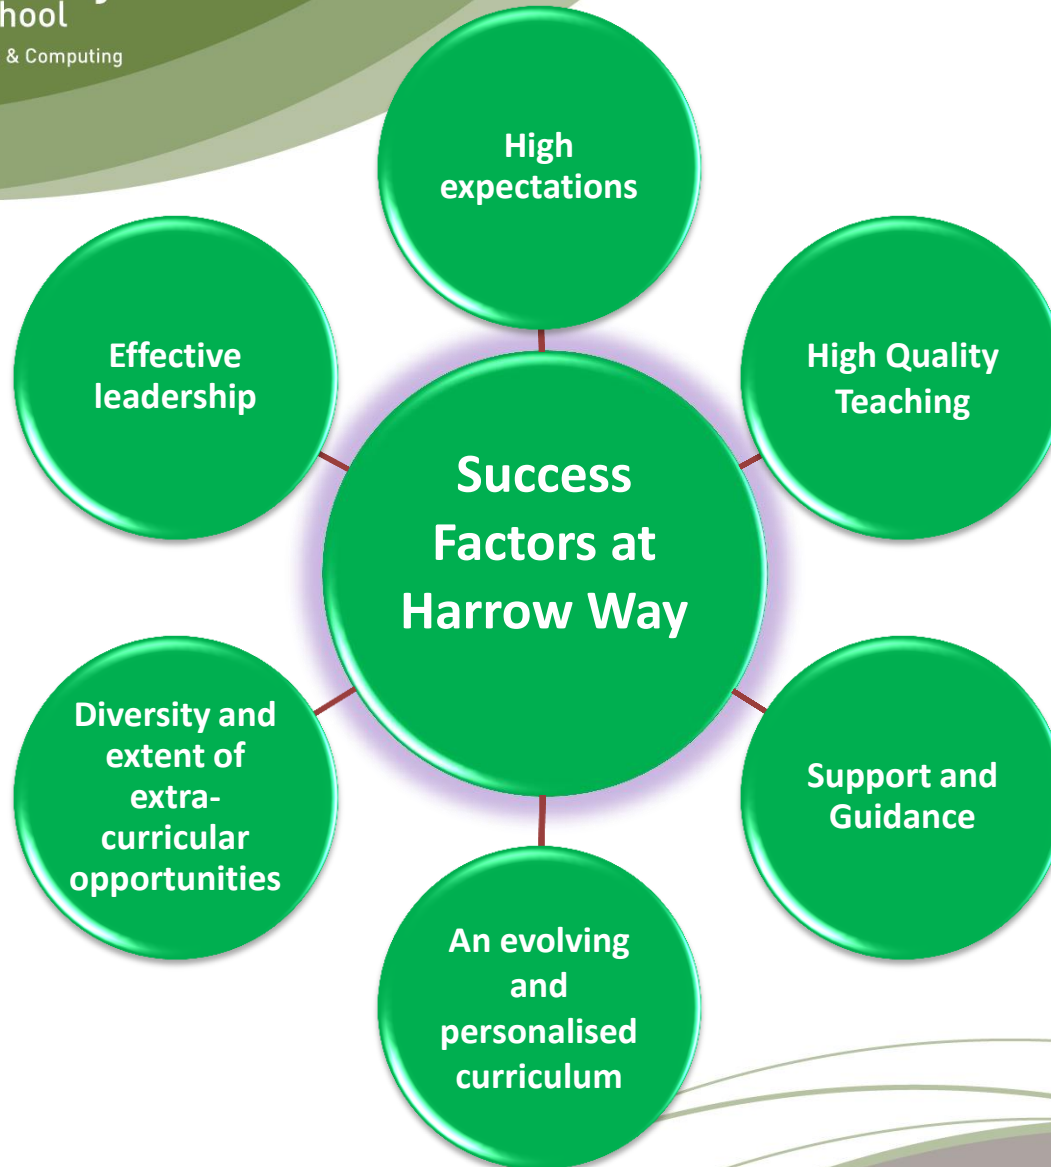 & Computing
High
expectations
High Quality
Teaching
Support and
Guidance
An evolving
and
personalised
curriculum
Diversity and
extent of
extra-
curricular
opportunities
Effective
leadership
Success
Factors at
Harrow Way